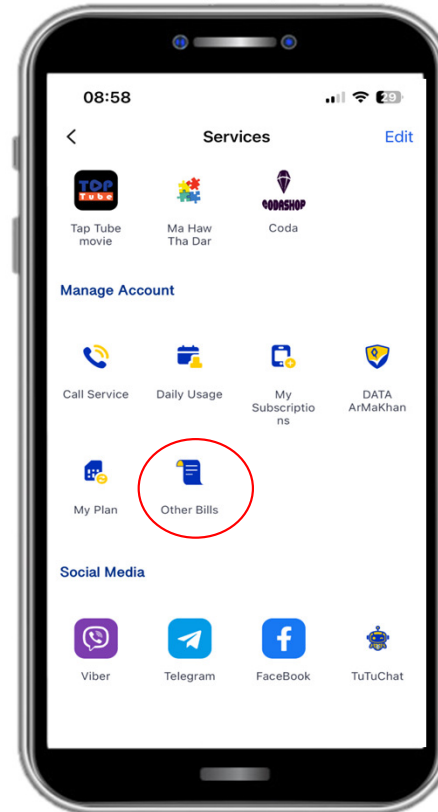 08:58
29
Services
Edit
TOP
Tube
CODASHOP
Tap Tube
movie
Ma Haw
Tha Dar
Coda
Manage Account
Call Service
Daily Usage
My
Subscriptio
ns
DATA
ArMaKhan
My Plan
Other Bills
Social Media
Viber
Telegram
FaceBook
TuTuChat